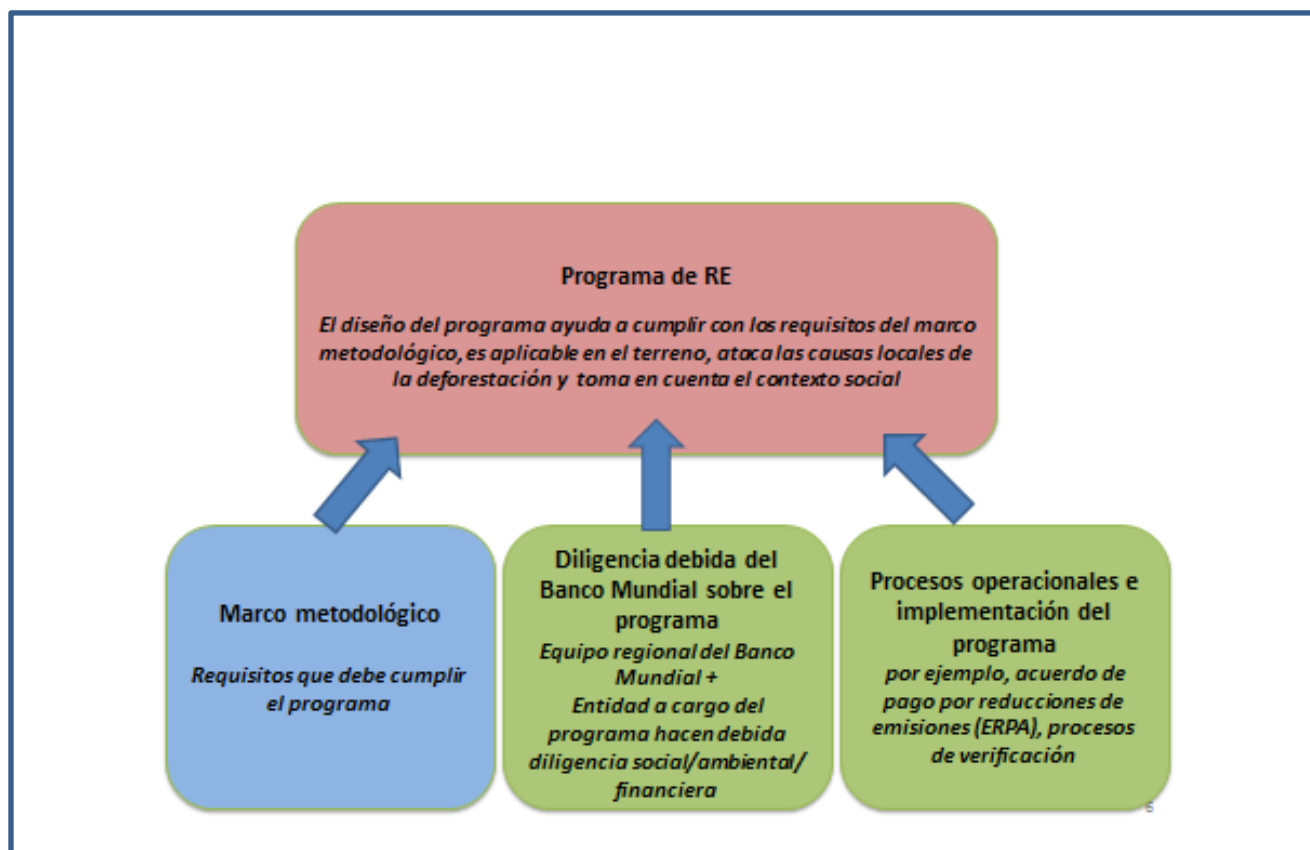 Programa de RE
El diseño del programa ayuda a cumplir con los requisitos del marco
metodológico, es aplicable en el terreno, ataca las causas locales de
la deforestación y toma en cuenta el contexto social
Marco metodológico
Requisitos que debe cumplir
el programa
Diligencia debida del
Banco Mundial sobre el
programa
Equipo regional del Banco
Mundial +
Entidad a cargo del
programa hacen debida
diligencia social/ambiental/
financiera
Procesos operacionales e
implementación del
programa
por ejemplo, acuerdo de
pago por reducciones de
emisiones (ERPA), procesos
de verificación
5